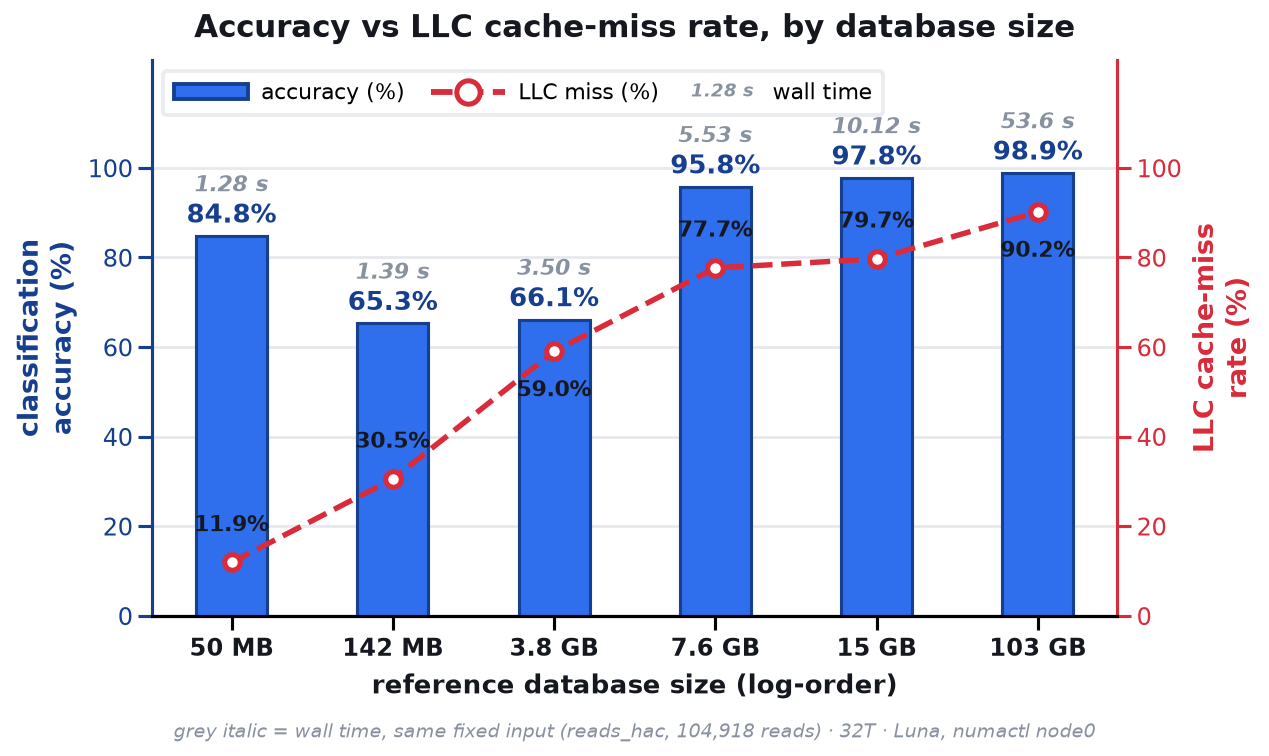 Accuracy vs LLC cache-miss rate, by database size
accuracy (%) LLC miss (%) 1.28 s wall time
1.28 s
84.8%
1.39 s
65.3%
3.50 s
66.1%
5.53 s
95.8%
10.12 s
97.8%
53.6 s
98.9%
11.9%
30.5%
59.0%
77.7%
79.7%
90.2%
classification
accuracy (%)
100
80
60
40
20
0
LLC cache-miss
rate (%)
100
80
60
40
20
0
50 MB 142 MB 3.8 GB 7.6 GB 15 GB 103 GB
reference database size (log-order)
grey italic = wall time, same fixed input (reads_hac, 104,918 reads) · 32T · Luna, numactl node0